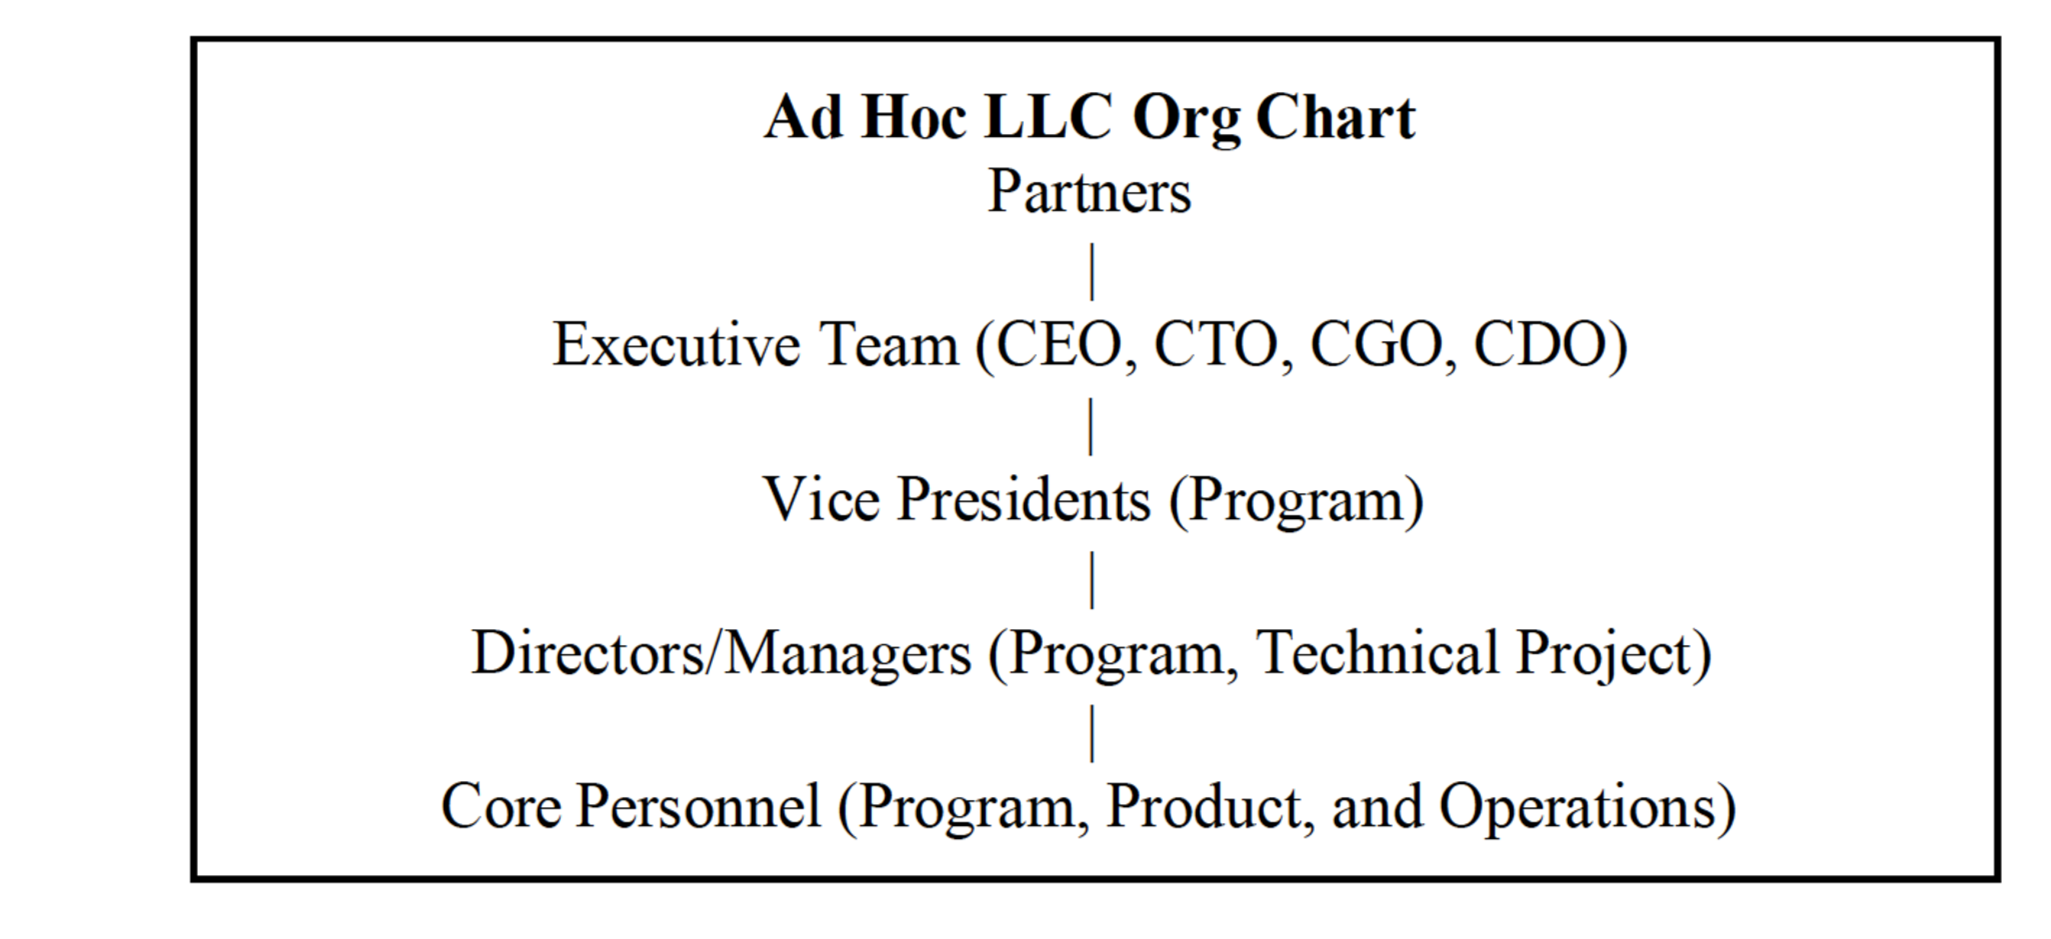 Ad Hoc LLC Org Chart
Partners
Executive Team (CEO, CTO, CGO, CDO)
Vice Presidents (Program)
Directors/Managers (Program, Technical Project)
Core Personnel (Program, Product, and Operations)